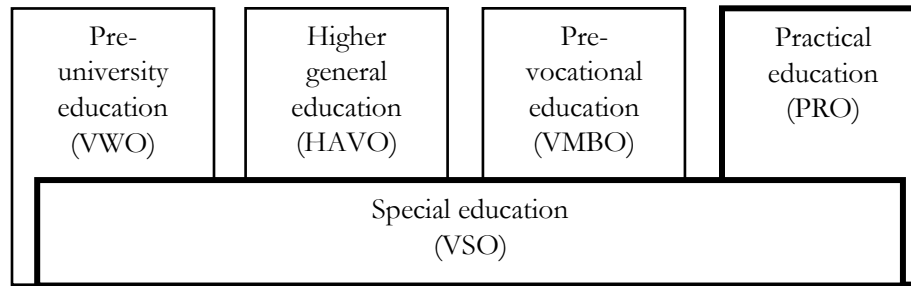 Pre-
university
education
(VWO)
Higher
general
education
(HAVO)
Pre-
vocational
education
(VMBO)
Practical
education
(PRO)
Special education
(VSO)